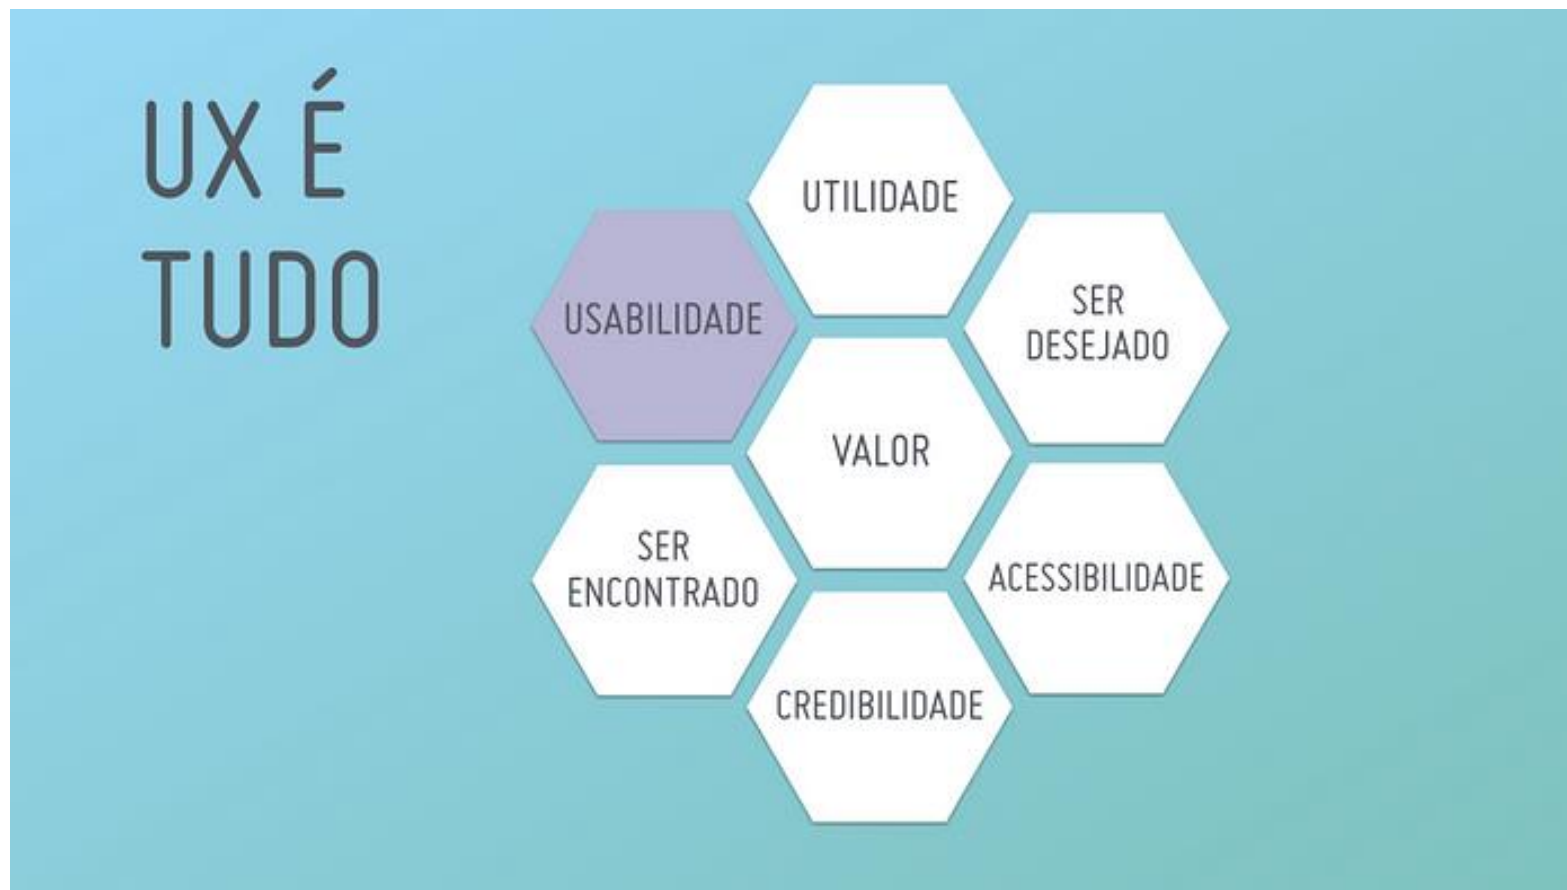 UX É
TUDO
UTILIDADE
USABILIDADE
SER
DESEJADO
VALOR
SER
ENCONTRADO
ACESSIBILIDADE
CREDIBILIDADE